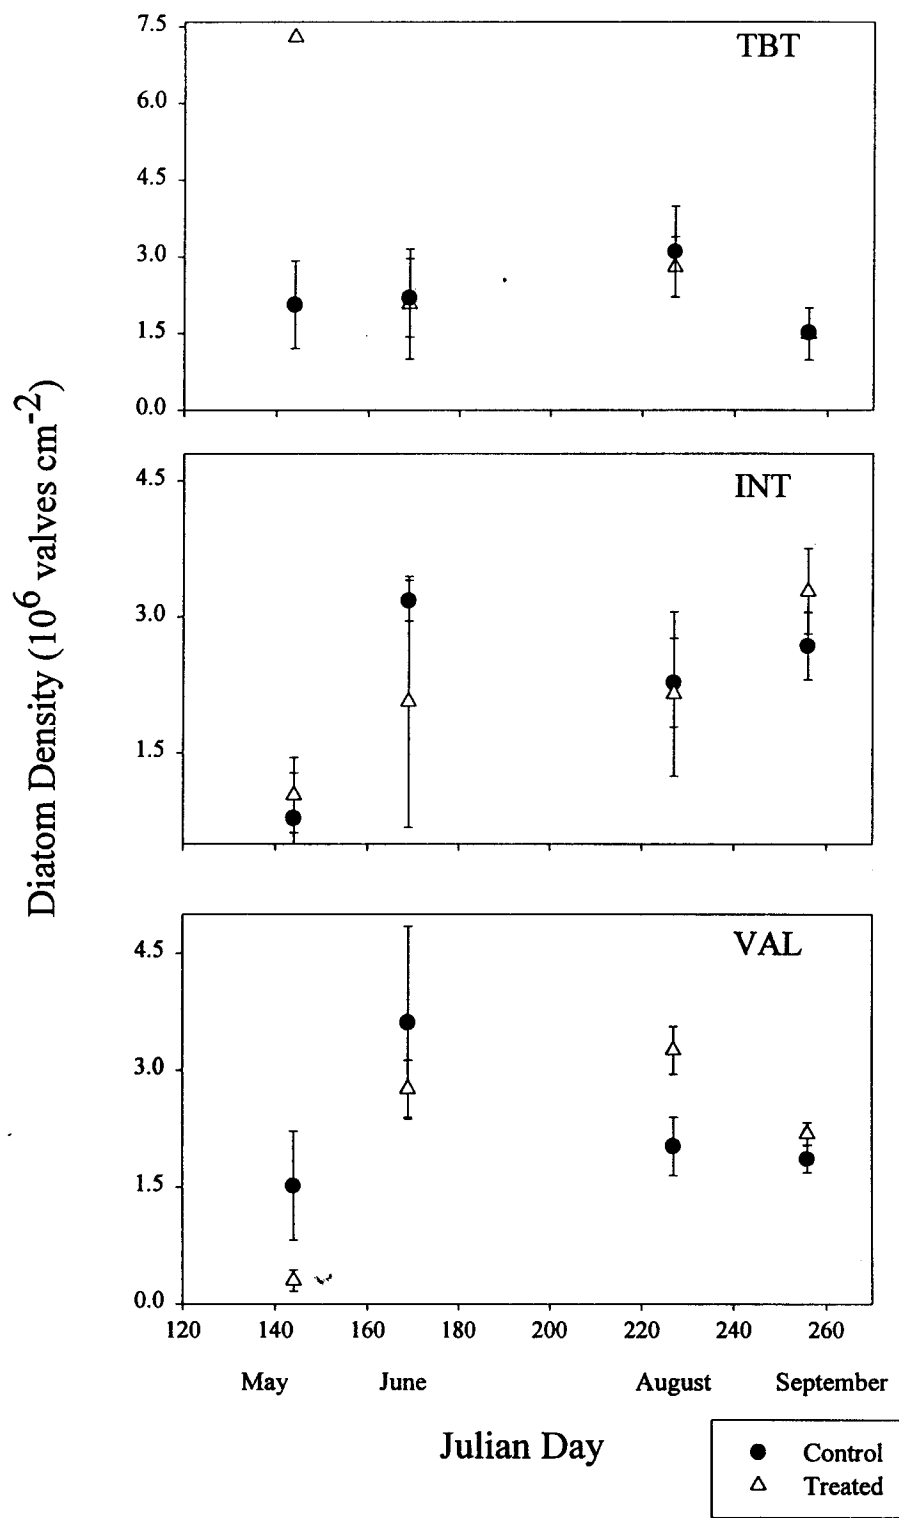 7.5
TBT
6.0
4.5
3.0
1.5
0.0
INT
4.5
3.0
1.5
Diatom Density (10^6 valves cm^-2)
VAL
4.5
3.0
1.5
0.0
120 140 160 180 200 220 240 260
May June August September
Julian Day
Control
Treated